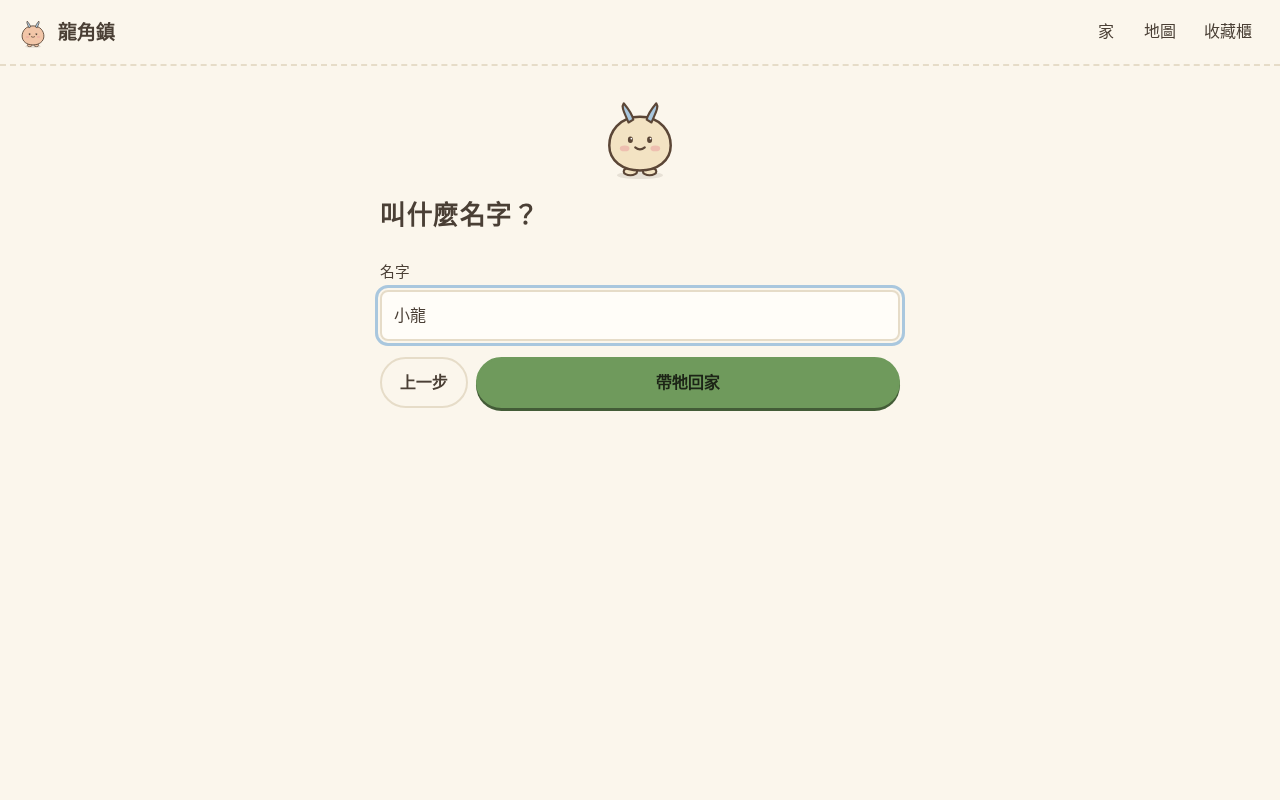 龍角鎮
家 地圖 收藏櫃
叫什麼名字？
名字
小龍
上一步 帶牠回家